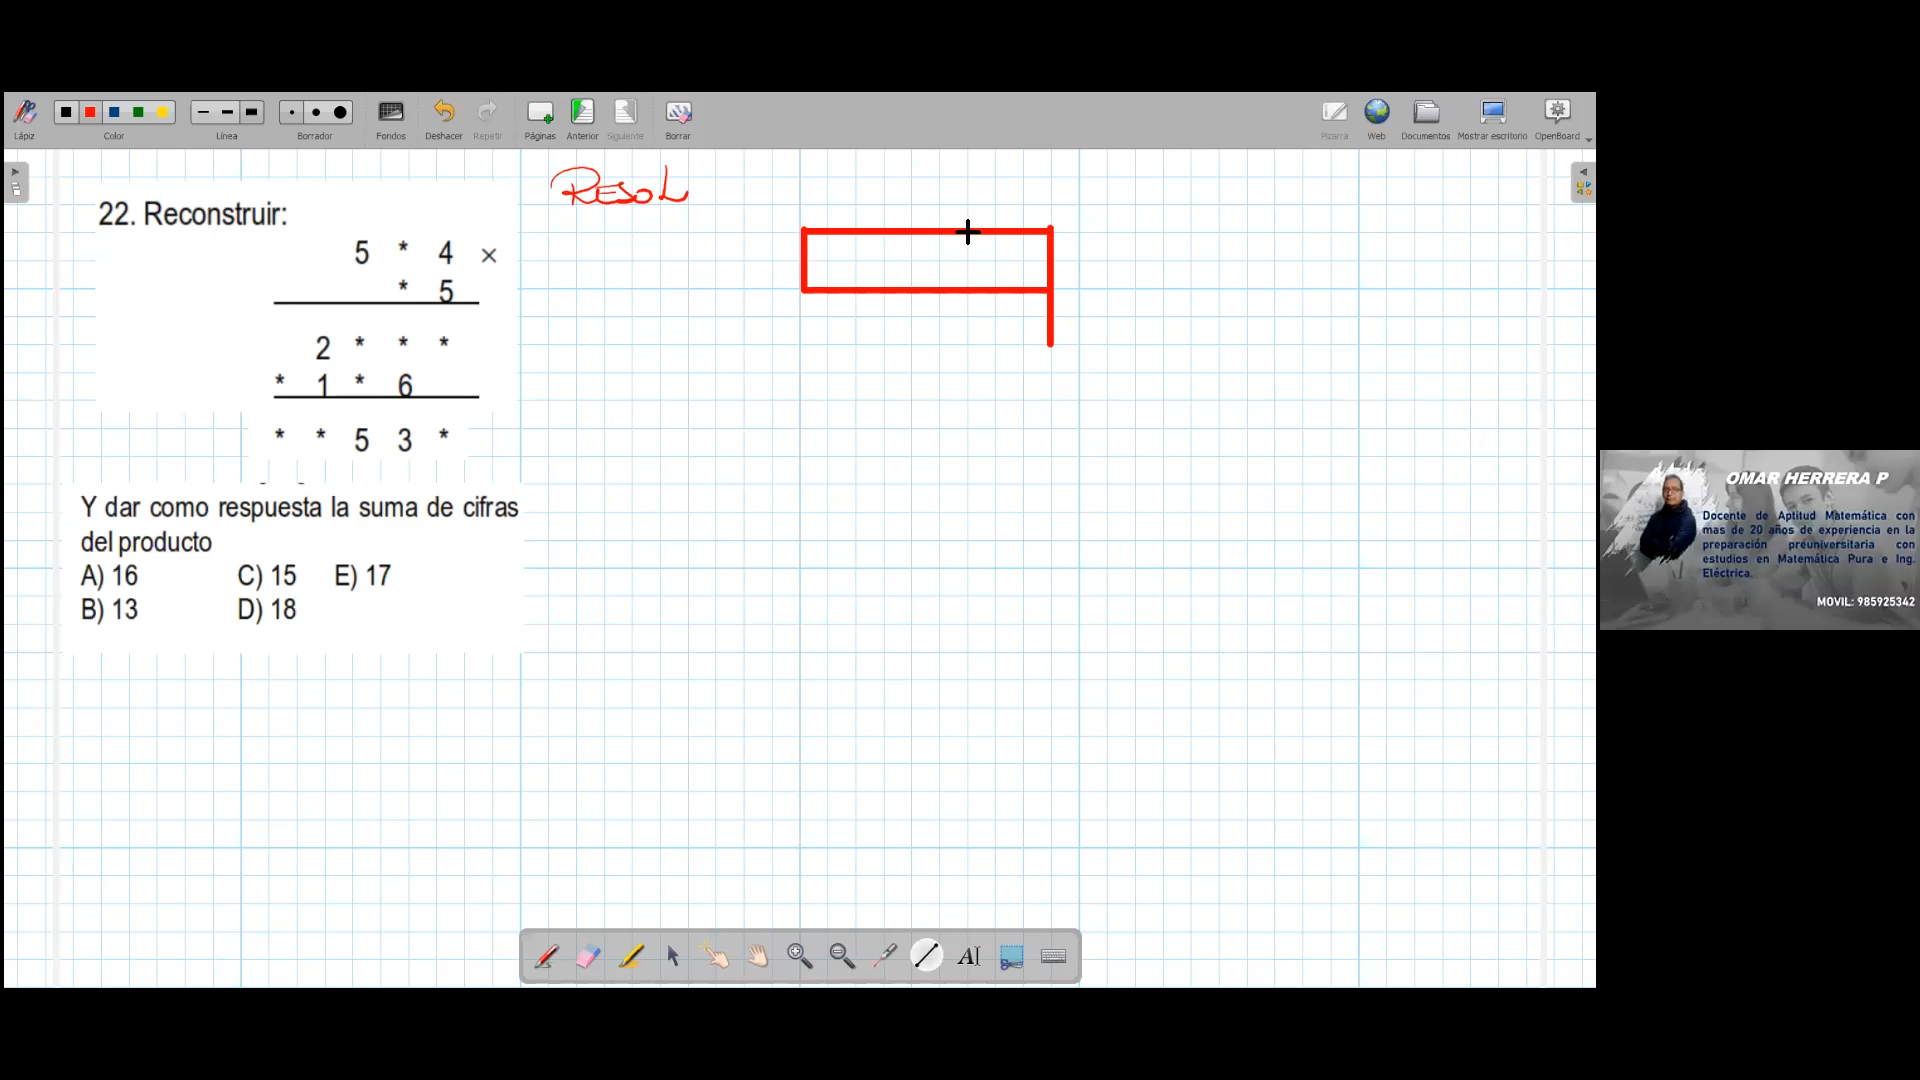 Lápiz Color Línea Borrador Fondos Deshacer Repetir Páginas Anterior Siguiente Borrar Pizarra Web Documentos Mostrar escritorio OpenBoard
RESOL
22. Reconstruir:
5 * 4 ×
* 5
2 * * *
* 1 * 6
* * 5 3 *
Y dar como respuesta la suma de cifras
del producto
A) 16 C) 15 E) 17
B) 13 D) 18
OMAR HERRERA P
Docente de Aptitud Matemática con
mas de 20 años de experiencia en la
preparación preuniversitaria con
estudios en Matemática Pura e Ing.
Eléctrica.
MOVIL: 985925342